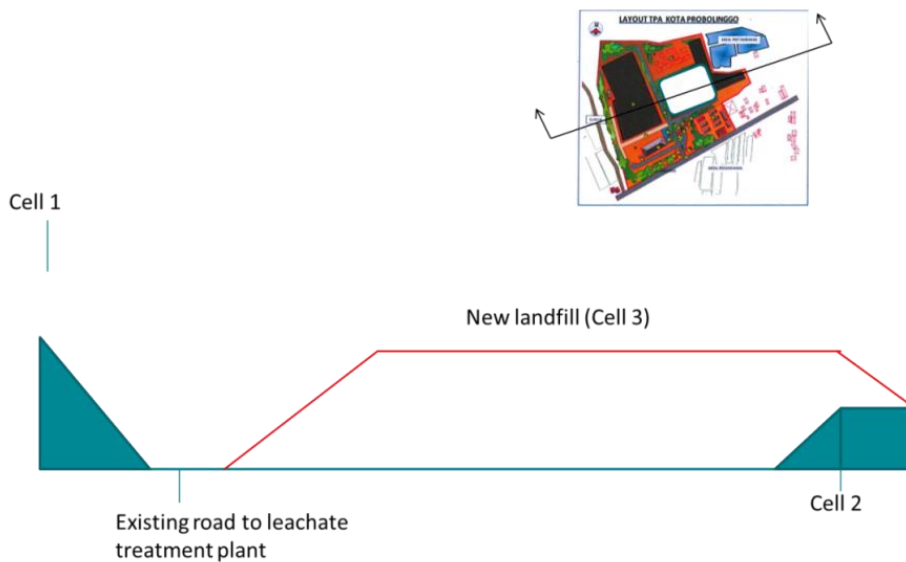 LAYOUT TPA KOTA PROBOLINGGO
Cell 1
New landfill (Cell 3)
Cell 2
Existing road to leachate
treatment plant